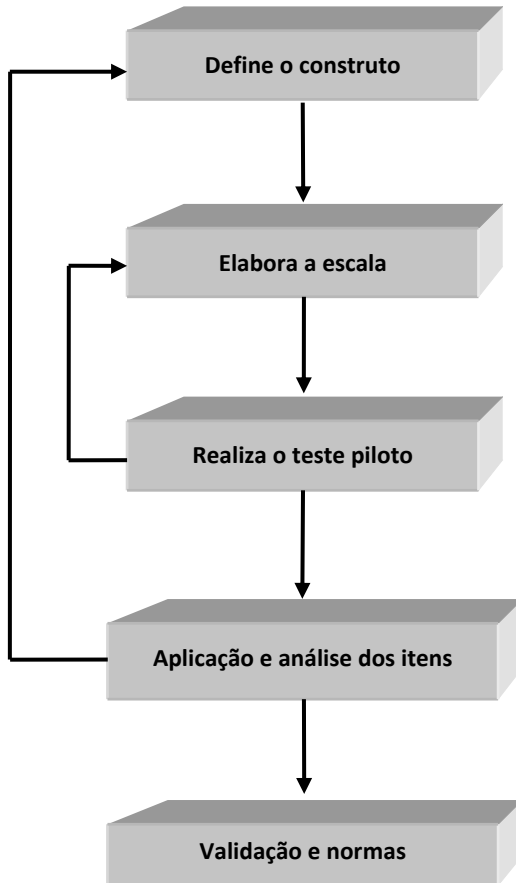 Define o construto
Elabora a escala
Realiza o teste piloto
Aplicação e análise dos itens
Validação e normas